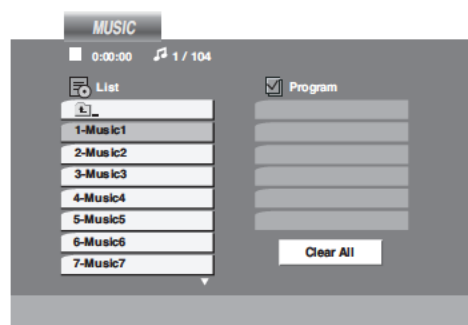 MUSIC
0:00:00 1 / 104
List
Program
1-Music1
2-Music2
3-Music3
4-Music4
5-Music5
6-Music6
7-Music7
Clear All